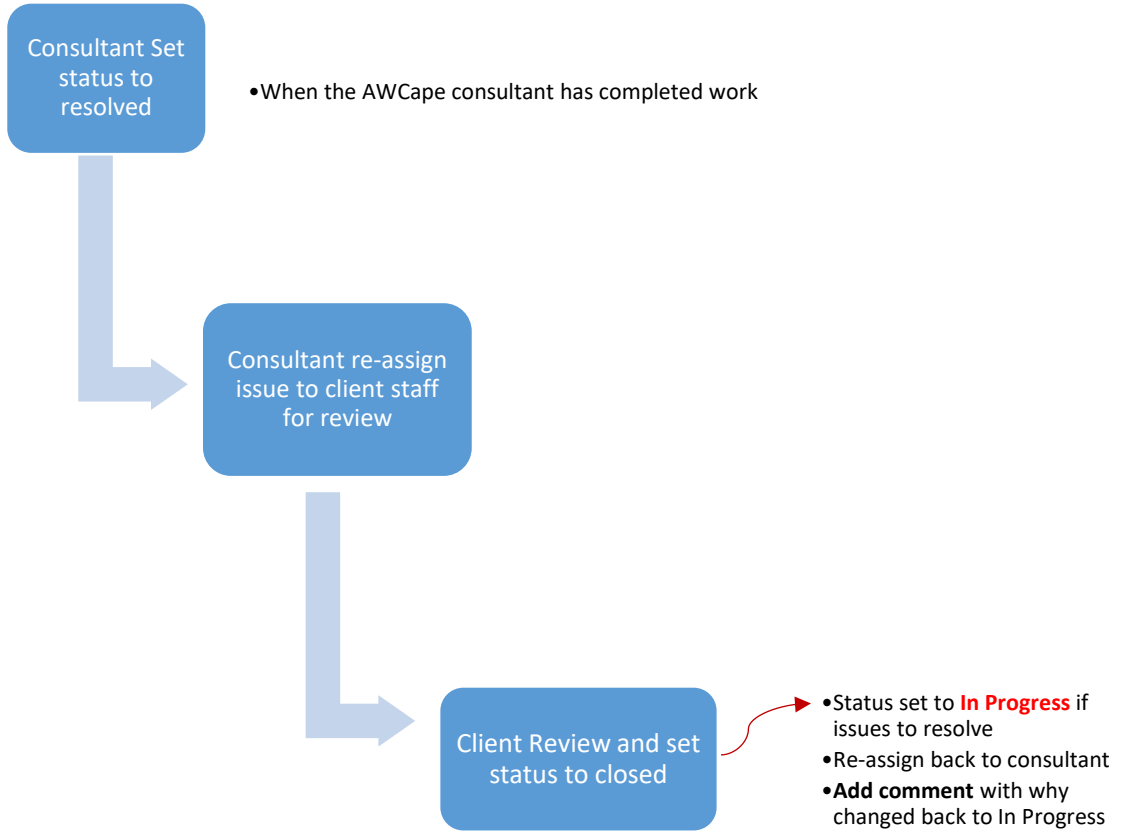 Consultant Set
status to
resolved
•When the AWCape consultant has completed work
Consultant re-assign
issue to client staff
for review
Client Review and set
status to closed
•Status set to In Progress if
issues to resolve
•Re-assign back to consultant
•Add comment with why
changed back to In Progress